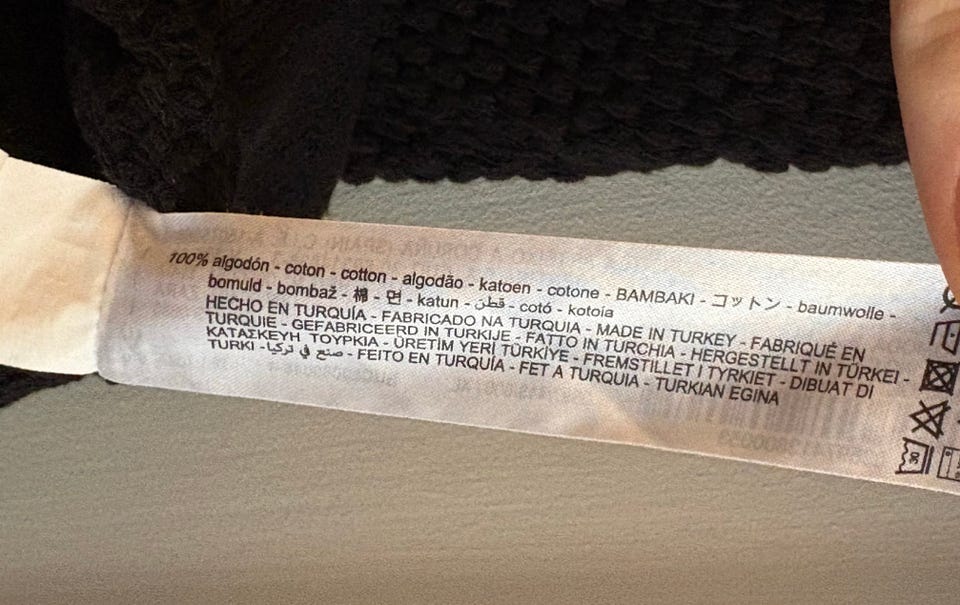 100% algodón - coton - cotton - algodão - katoen - cotone - BAMBAKI - コットン - baumwolle -
bomuld - bombaž - 棉 - 면 - katun - قطن - cotó - kotoia
HECHO EN TURQUÍA - FABRICADO NA TURQUIA - MADE IN TURKEY - FABRIQUÉ EN
TURQUIE - GEFABRICEERD IN TURKIJE - FATTO IN TURCHIA - HERGESTELLT IN TÜRKEI -
ΚΑΤΑΣΚΕΥΗ ΤΟΥΡΚΙΑ - ÜRETİM YERİ TÜRKİYE - FREMSTILLET I TYRKIET - DIBUAT DI
TURKI - صنع في تركيا - FEITO EN TURQUÍA - FET A TURQUIA - TURKIAN EGINA
30